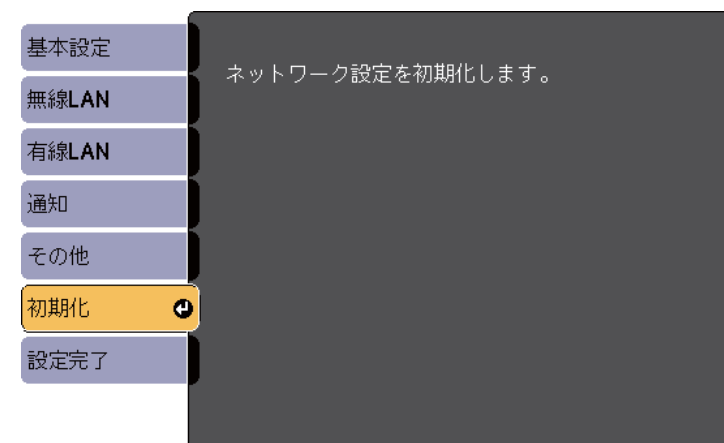 基本設定
無線LAN
有線LAN
通知
その他
初期化
設定完了
ネットワーク設定を初期化します。